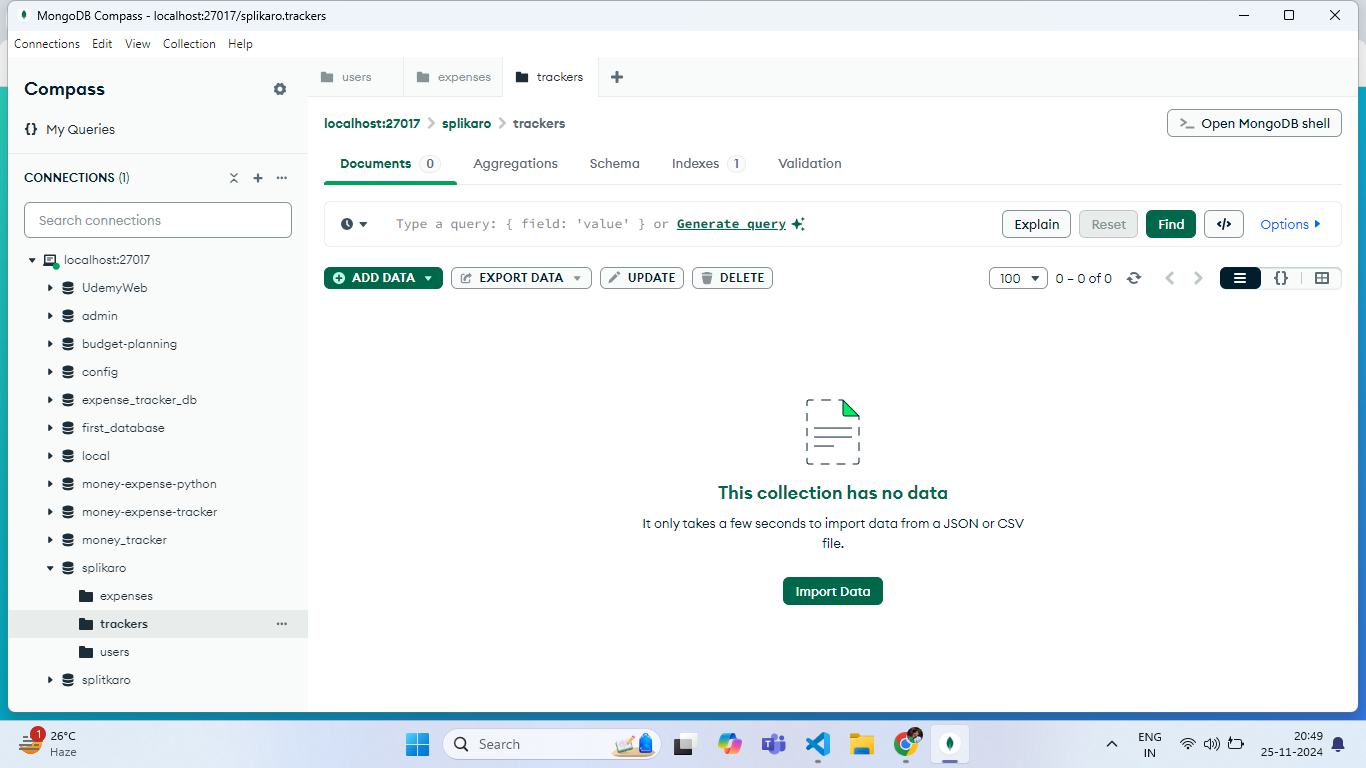 MongoDB Compass - localhost:27017/splikaro.trackers
Connections Edit View Collection Help
Compass
{} My Queries
CONNECTIONS (1)
Search connections
localhost:27017
UdemyWeb
admin
budget-planning
config
expense_tracker_db
first_database
local
money-expense-python
money-expense-tracker
money_tracker
splikaro
expenses
trackers
users
splitkaro
users expenses trackers
localhost:27017 splikaro trackers
>_ Open MongoDB shell
Documents 0 Aggregations Schema Indexes 1 Validation
Type a query: { field: 'value' } or Generate query
Explain Reset Find </> Options
ADD DATA EXPORT DATA UPDATE DELETE
100 0 – 0 of 0 {}
This collection has no data
It only takes a few seconds to import data from a JSON or CSV
file.
Import Data
1 26°C
Haze
Search
ENG
IN
20:49
25-11-2024